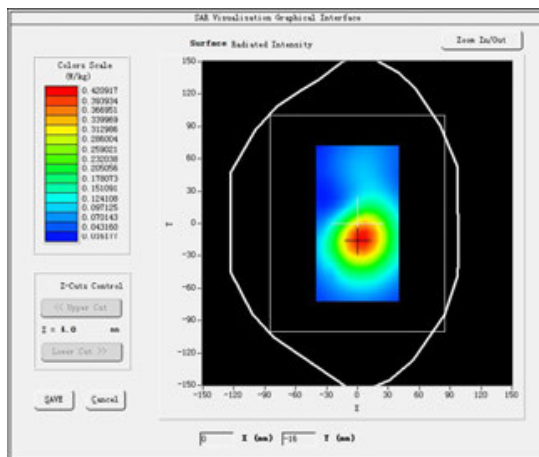 SAR Visualisation Graphical Interface
Surface Radiated Intensity
Zoom In/Out
Colors Scale
(W/kg)
0.420917
0.393934
0.366951
0.339969
0.312986
0.286004
0.259021
0.232038
0.205056
0.178073
0.151091
0.124108
0.097125
0.070143
0.043160
0.016177
150
120
90
60
30
0
-30
-60
-90
-120
-150
Y
-150 -120 -90 -60 -30 0 30 60 90 120 150
X
Z-Cuts Control
<< Upper Cut
Z = 4.0 mm
Lower Cut >>
SAVE Cancel
0 X (mm) -16 Y (mm)